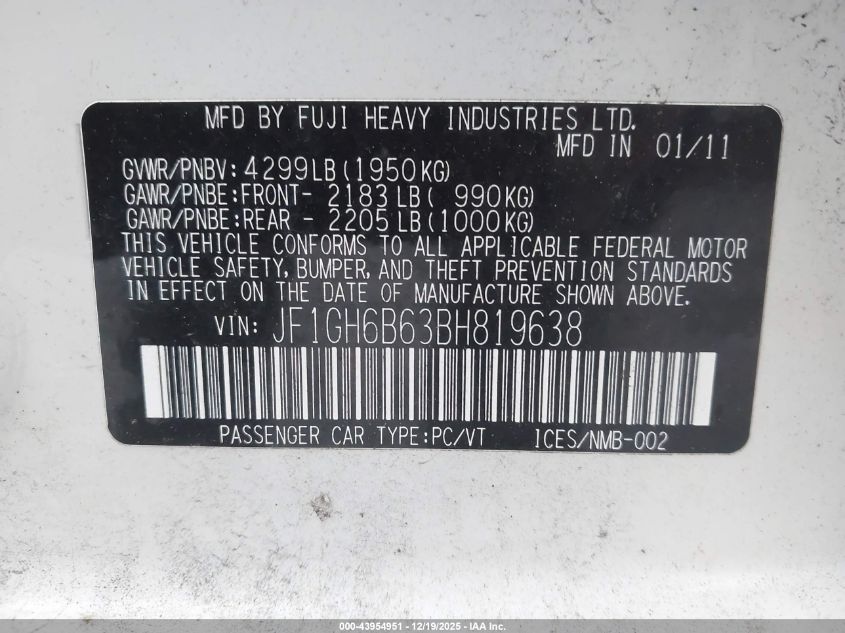 MFD BY FUJI HEAVY INDUSTRIES LTD.
MFD IN 01/11
GVWR/PNBV: 4299LB(1950KG)
GAWR/PNBE:FRONT- 2183LB( 990KG)
GAWR/PNBE:REAR - 2205LB(1000KG)
THIS VEHICLE CONFORMS TO ALL APPLICABLE FEDERAL MOTOR
VEHICLE SAFETY, BUMPER, AND THEFT PREVENTION STANDARDS
IN EFFECT ON THE DATE OF MANUFACTURE SHOWN ABOVE.
VIN: JF1GH6B63BH819638
PASSENGER CAR TYPE:PC/VT ICES/NMB-002
000-43954951 - 12/19/2025 - IAA Inc.